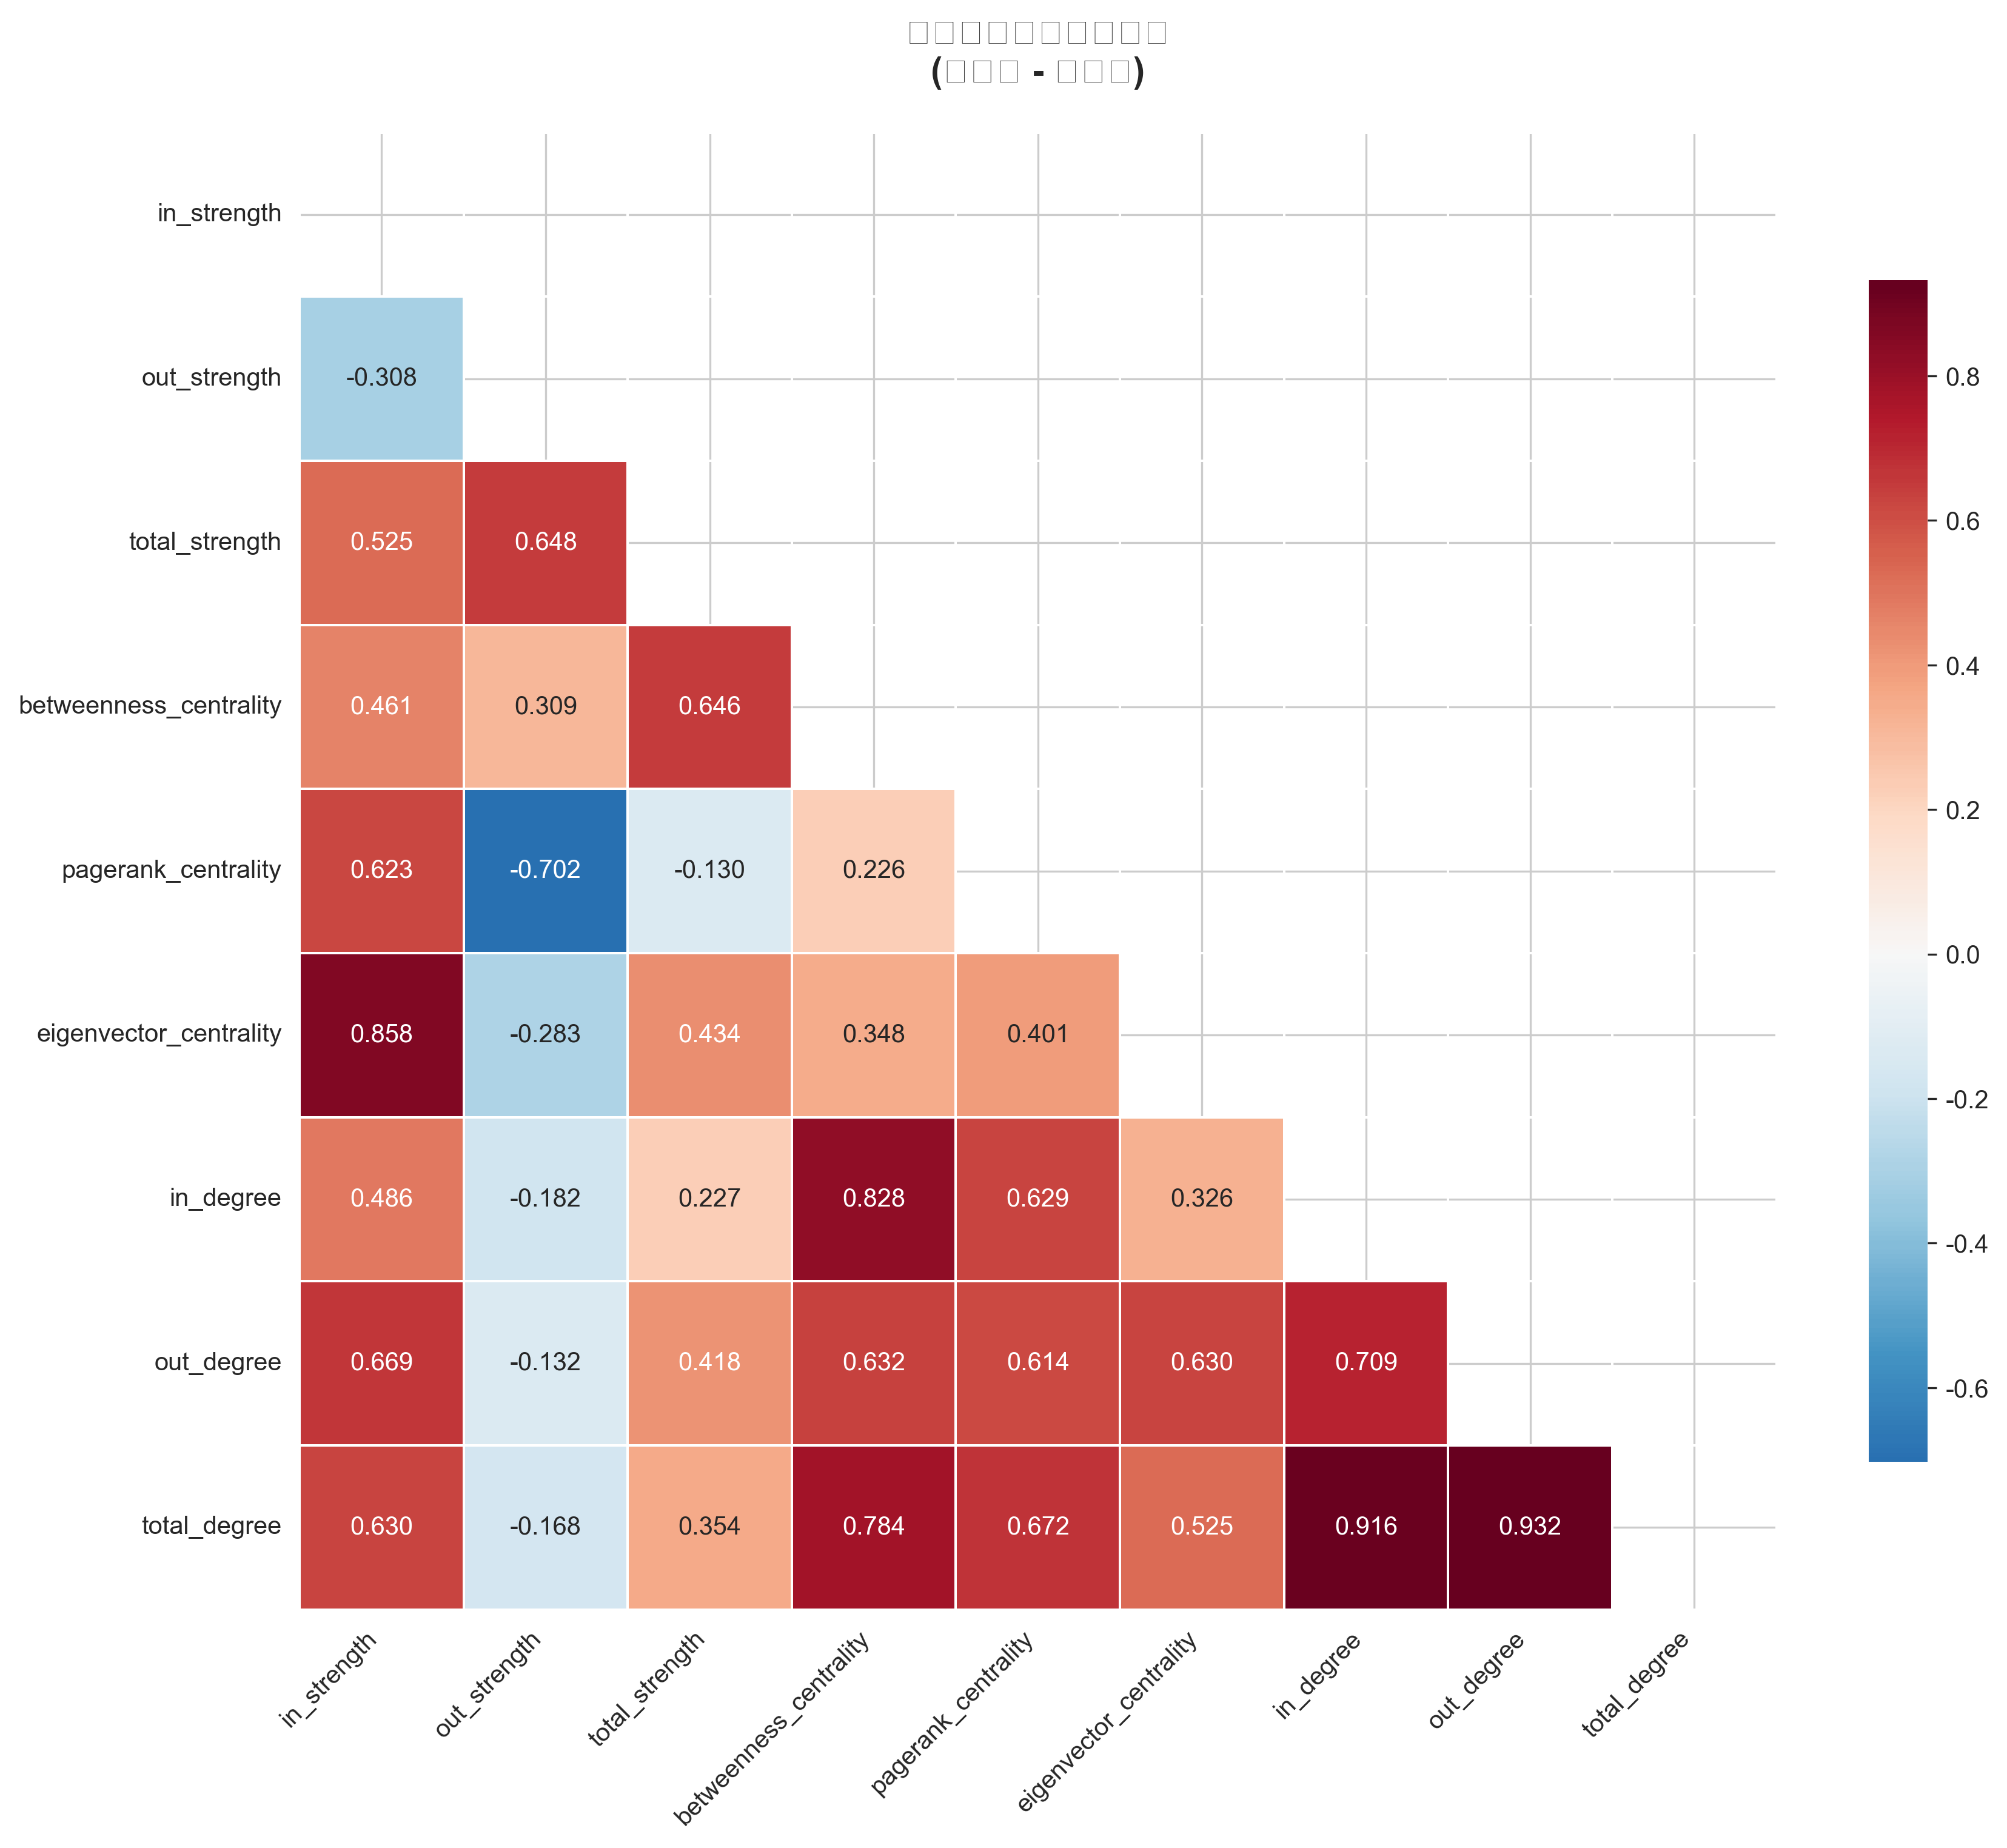 in_strength
out_strength -0.308
total_strength 0.525 0.648
betweenness_centrality 0.461 0.309 0.646
pagerank_centrality 0.623 -0.702 -0.130 0.226
eigenvector_centrality 0.858 -0.283 0.434 0.348 0.401
in_degree 0.486 -0.182 0.227 0.828 0.629 0.326
out_degree 0.669 -0.132 0.418 0.632 0.614 0.630 0.709
total_degree 0.630 -0.168 0.354 0.784 0.672 0.525 0.916 0.932
in_strength
out_strength
total_strength
betweenness_centrality
pagerank_centrality
eigenvector_centrality
in_degree
out_degree
total_degree
0.8
0.6
0.4
0.2
0.0
-0.2
-0.4
-0.6